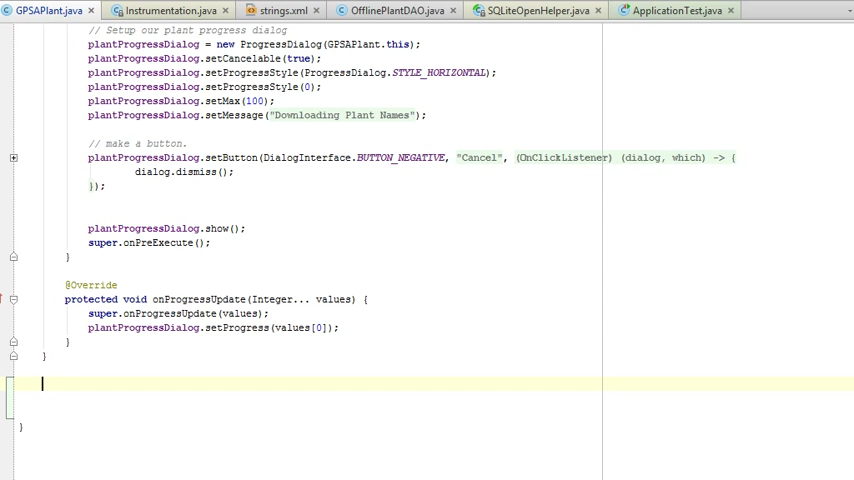 GPSAPlant.java Instrumentation.java strings.xml OfflinePlantDAO.java SQLiteOpenHelper.java ApplicationTest.java
// Setup our plant progress dialog
plantProgressDialog = new ProgressDialog(GPSAPlant.this);
plantProgressDialog.setCancelable(true);
plantProgressDialog.setProgressStyle(ProgressDialog.STYLE_HORIZONTAL);
plantProgressDialog.setProgressStyle(0);
plantProgressDialog.setMax(100);
plantProgressDialog.setMessage("Downloading Plant Names");
// make a button.
plantProgressDialog.setButton(DialogInterface.BUTTON_NEGATIVE, "Cancel", (OnClickListener) (dialog, which) -> {
dialog.dismiss();
});
plantProgressDialog.show();
super.onPreExecute();
}
@Override
protected void onProgressUpdate(Integer... values) {
super.onProgressUpdate(values);
plantProgressDialog.setProgress(values[0]);
}
}
}